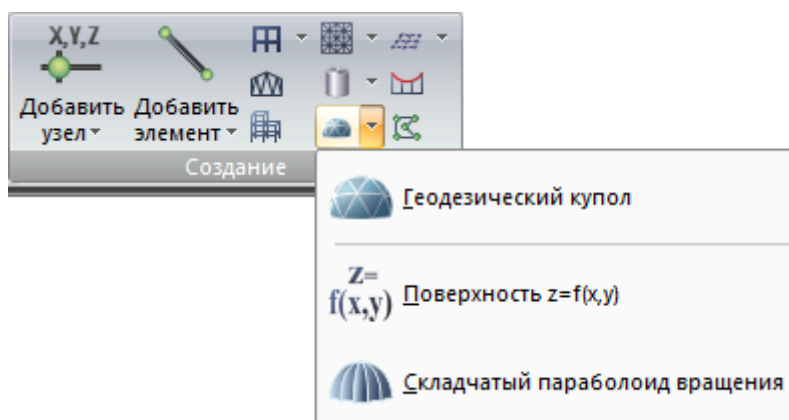 X,Y,Z
Добавить узел
Добавить элемент
Создание
Геодезический купол
z=
f(x,y)
Поверхность z=f(x,y)
Складчатый параболоид вращения